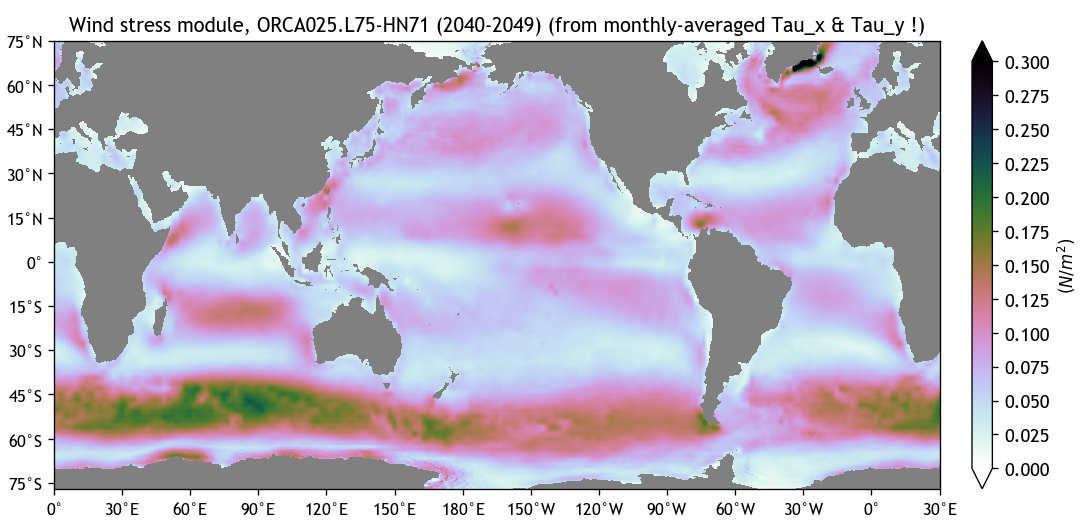 Wind stress module, ORCA025.L75-HN71 (2040-2049) (from monthly-averaged Tau_x & Tau_y !)
75°N
60°N
45°N
30°N
15°N
0°
15°S
30°S
45°S
60°S
75°S
0°
30°E
60°E
90°E
120°E
150°E
180°E
150°W
120°W
90°W
60°W
30°W
0°
30°E
0.300
0.275
0.250
0.225
0.200
0.175
0.150
0.125
0.100
0.075
0.050
0.025
0.000
(N/m²)